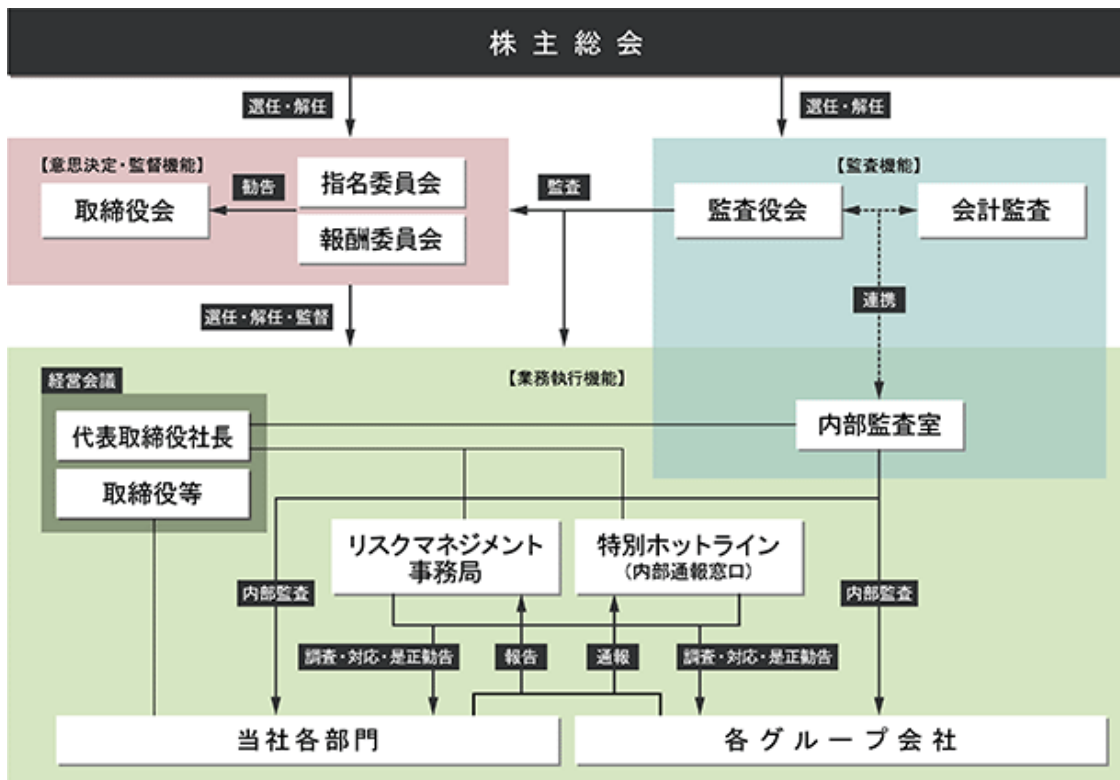 株主総会
選任・解任
選任・解任
【意思決定・監督機能】
【監査機能】
取締役会
勧告
指名委員会
報酬委員会
監査
監査役会
会計監査
連携
選任・解任・監督
【業務執行機能】
経営会議
代表取締役社長
取締役等
内部監査室
リスクマネジメント
事務局
特別ホットライン
(内部通報窓口)
内部監査
内部監査
調査・対応・是正勧告
報告
通報
調査・対応・是正勧告
当社各部門
各グループ会社